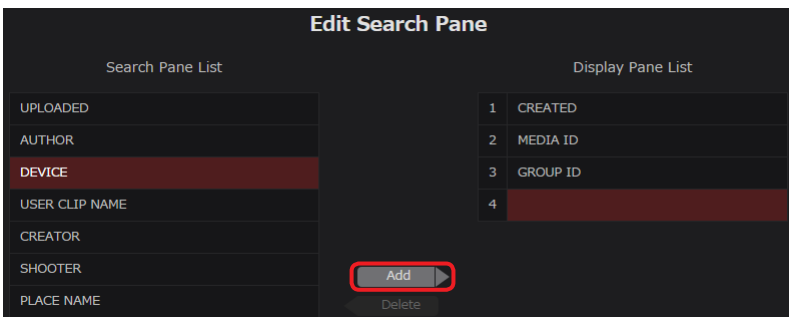 Edit Search Pane
Search Pane List
Display Pane List
UPLOADED
AUTHOR
DEVICE
USER CLIP NAME
CREATOR
SHOOTER
PLACE NAME
Add
Delete
1 CREATED
2 MEDIA ID
3 GROUP ID
4